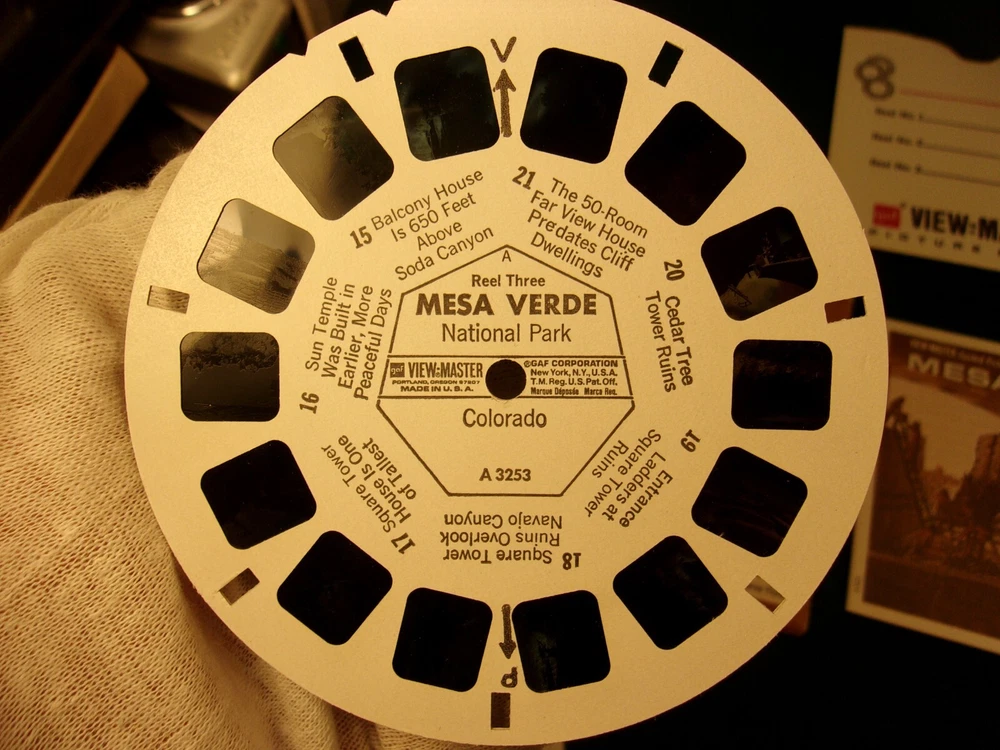 V
21 The 50-Room
Far View House
Predates Cliff
Dwellings
20 Cedar Tree
Tower Ruins
19 Entrance
Ladders at
Square Tower
Ruins
18 Square Tower
Ruins Overlook
Navajo Canyon
17 Square Tower
House Is One
of Tallest
16 Sun Temple
Was Built in
Earlier, More
Peaceful Days
15 Balcony House
Is 650 Feet
Above
Soda Canyon
A
Reel Three
MESA VERDE
National Park
gaf VIEW-MASTER
PORTLAND, OREGON 97207
MADE IN U.S.A.
©GAF CORPORATION
New York, N.Y., U.S.A.
T.M. Reg. U.S. Pat. Off.
Marque Déposée Marca Reg.
Colorado
A 3253
P
Reel No.
Reel No.
Reel No.
gaf VIEW-MA
PICTURE
MESA